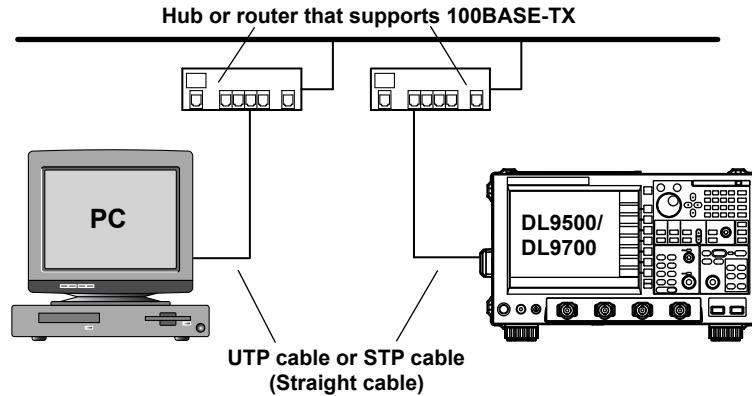 Hub or router that supports 100BASE-TX
PC
DL9500/
DL9700
UTP cable or STP cable
(Straight cable)